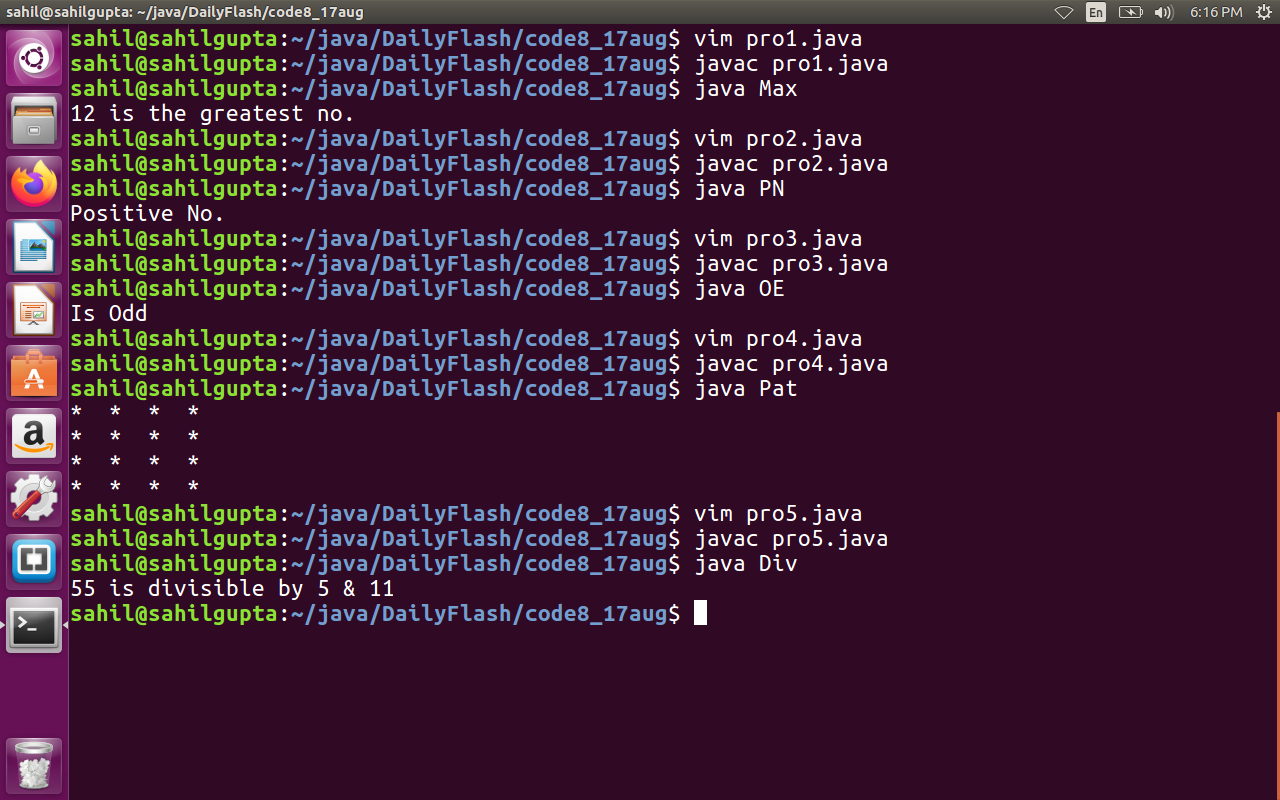 sahil@sahilgupta: ~/java/DailyFlash/code8_17aug En 6:16 PM
sahil@sahilgupta:~/java/DailyFlash/code8_17aug$ vim pro1.java
sahil@sahilgupta:~/java/DailyFlash/code8_17aug$ javac pro1.java
sahil@sahilgupta:~/java/DailyFlash/code8_17aug$ java Max
12 is the greatest no.
sahil@sahilgupta:~/java/DailyFlash/code8_17aug$ vim pro2.java
sahil@sahilgupta:~/java/DailyFlash/code8_17aug$ javac pro2.java
sahil@sahilgupta:~/java/DailyFlash/code8_17aug$ java PN
Positive No.
sahil@sahilgupta:~/java/DailyFlash/code8_17aug$ vim pro3.java
sahil@sahilgupta:~/java/DailyFlash/code8_17aug$ javac pro3.java
sahil@sahilgupta:~/java/DailyFlash/code8_17aug$ java OE
Is Odd
sahil@sahilgupta:~/java/DailyFlash/code8_17aug$ vim pro4.java
sahil@sahilgupta:~/java/DailyFlash/code8_17aug$ javac pro4.java
sahil@sahilgupta:~/java/DailyFlash/code8_17aug$ java Pat
*  *  *  *
*  *  *  *
*  *  *  *
*  *  *  *
sahil@sahilgupta:~/java/DailyFlash/code8_17aug$ vim pro5.java
sahil@sahilgupta:~/java/DailyFlash/code8_17aug$ javac pro5.java
sahil@sahilgupta:~/java/DailyFlash/code8_17aug$ java Div
55 is divisible by 5 & 11
sahil@sahilgupta:~/java/DailyFlash/code8_17aug$